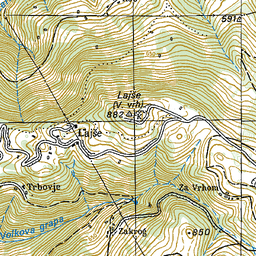 591
Lajše
(V. vrh)
882
Lajše
Trbovje
Za Vrhom
Volkova grapa
Zakrog
850